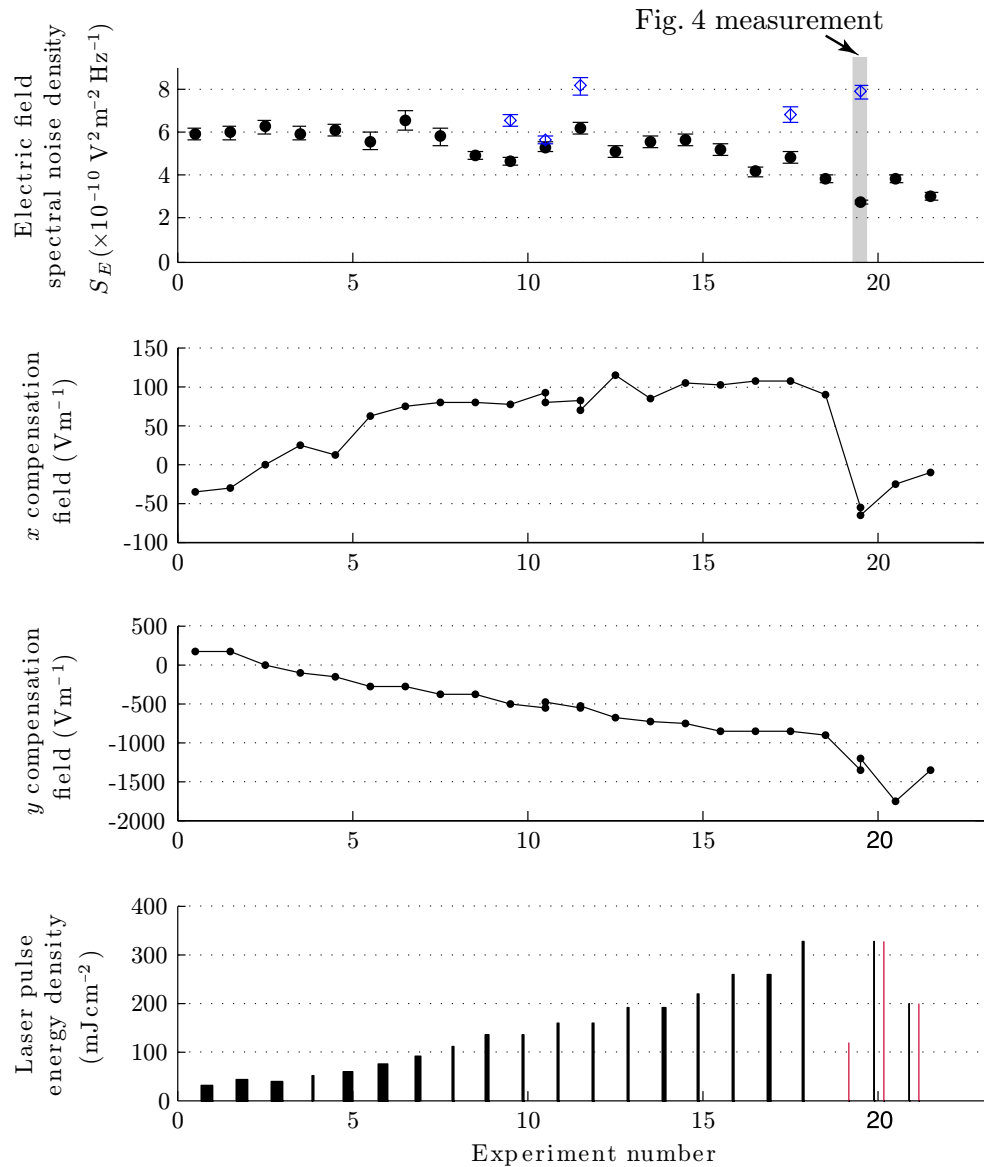 Fig. 4 measurement
Electric field
spectral noise density
S_E (×10⁻¹⁰ V² m⁻² Hz⁻¹)
8
6
4
2
0
0 5 10 15 20
x compensation
field (Vm⁻¹)
150
100
50
0
-50
-100
0 5 10 15 20
y compensation
field (Vm⁻¹)
500
0
-500
-1000
-1500
-2000
0 5 10 15 20
Laser pulse
energy density
(mJcm⁻²)
400
300
200
100
0
0 5 10 15 20
Experiment number